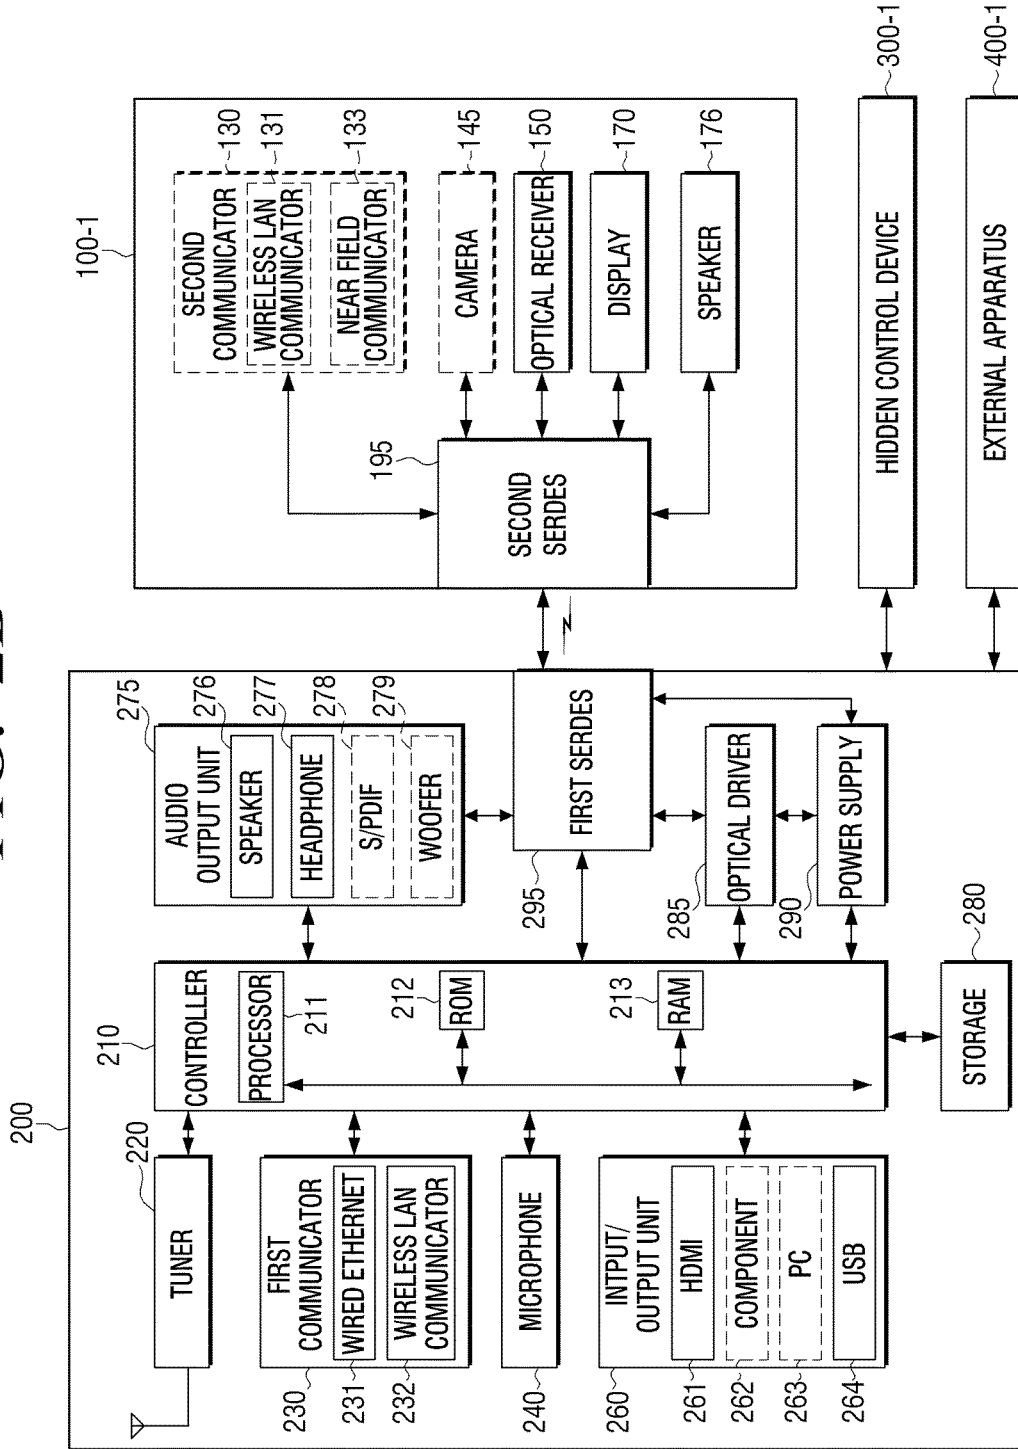 200
100-1
220
TUNER
210
CONTROLLER
PROCESSOR
211
212
ROM
213
RAM
230
FIRST
COMMUNICATOR
231
WIRED ETHERNET
232
WIRELESS LAN
COMMUNICATOR
240
MICROPHONE
260
INTPUT/
OUTPUT UNIT
261
HDMI
262
COMPONENT
263
PC
264
USB
275
AUDIO
OUTPUT UNIT
276
SPEAKER
277
HEADPHONE
278
S/PDIF
279
WOOFER
295
FIRST SERDES
285
OPTICAL DRIVER
290
POWER SUPPLY
280
STORAGE
195
SECOND
SERDES
SECOND
COMMUNICATOR
130
WIRELESS LAN
COMMUNICATOR
131
NEAR FIELD
COMMUNICATOR
133
CAMERA
145
OPTICAL RECEIVER
150
DISPLAY
170
SPEAKER
176
HIDDEN CONTROL DEVICE
300-1
EXTERNAL APPARATUS
400-1